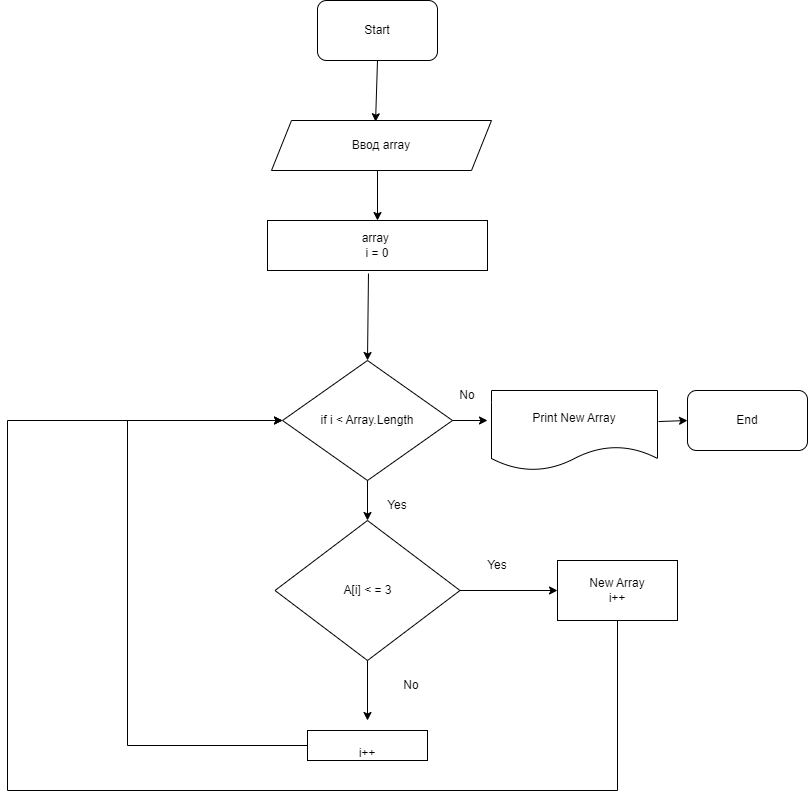 Start
Ввод array
array
i = 0
if i < Array.Length
No
Print New Array
End
Yes
A[i] < = 3
Yes
New Array
i++
No
i++